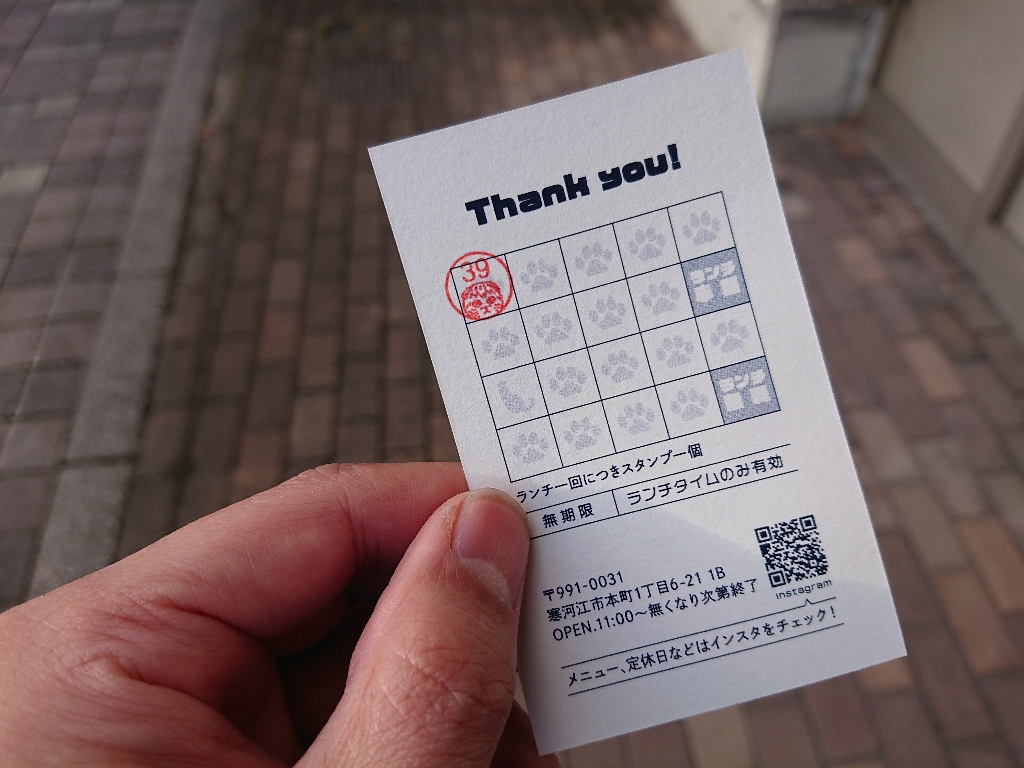 Thank you!
39
ランチ一回につきスタンプ一個
無期限
ランチタイムのみ有効
〒991-0031
寒河江市本町1丁目6-21 1B
OPEN.11:00～無くなり次第終了
Instagram
メニュー、定休日などはインスタをチェック！